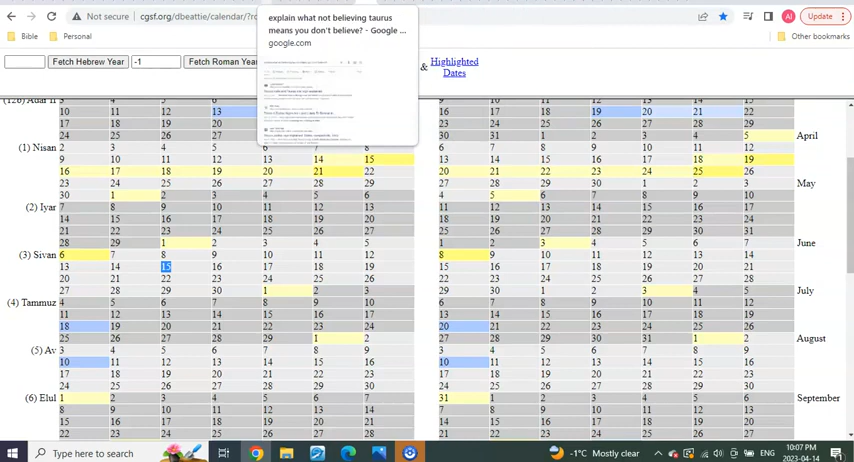 Not secure | cgsf.org/dbeattie/calendar/?ro
explain what not believing taurus
means you don't believe? - Google ...
google.com
AI
Update
Bible Personal Other bookmarks
Fetch Hebrew Year -1 Fetch Roman Year & Highlighted
Dates
(12b) Adar II 3 4 5 6 9 10 11 12 13 14 15
10 11 12 13 16 17 18 19 20 21 22
17 18 19 20 23 24 25 26 27 28 29
24 25 26 27 30 31 1 2 3 4 5 April
(1) Nisan 2 3 4 5 6 7 8 6 7 8 9 10 11 12
9 10 11 12 13 14 15 13 14 15 16 17 18 19
16 17 18 19 20 21 22 20 21 22 23 24 25 26
23 24 25 26 27 28 29 27 28 29 30 1 2 3 May
30 1 2 3 4 5 6 4 5 6 7 8 9 10
(2) Iyar 7 8 9 10 11 12 13 11 12 13 14 15 16 17
14 15 16 17 18 19 20 18 19 20 21 22 23 24
21 22 23 24 25 26 27 25 26 27 28 29 30 31
28 29 1 2 3 4 5 1 2 3 4 5 6 7 June
(3) Sivan 6 7 8 9 10 11 12 8 9 10 11 12 13 14
13 14 15 16 17 18 19 15 16 17 18 19 20 21
20 21 22 23 24 25 26 22 23 24 25 26 27 28
27 28 29 30 1 2 3 29 30 1 2 3 4 5 July
(4) Tammuz 4 5 6 7 8 9 10 6 7 8 9 10 11 12
11 12 13 14 15 16 17 13 14 15 16 17 18 19
18 19 20 21 22 23 24 20 21 22 23 24 25 26
25 26 27 28 29 1 2 27 28 29 30 31 1 2 August
(5) Av 3 4 5 6 7 8 9 3 4 5 6 7 8 9
10 11 12 13 14 15 16 10 11 12 13 14 15 16
17 18 19 20 21 22 23 17 18 19 20 21 22 23
24 25 26 27 28 29 30 24 25 26 27 28 29 30
(6) Elul 1 2 3 4 5 6 7 31 1 2 3 4 5 6 September
8 9 10 11 12 13 14 7 8 9 10 11 12 13
15 16 17 18 19 20 21 14 15 16 17 18 19 20
22 23 24 25 26 27 28 21 22 23 24 25 26 27
Type here to search -1°C Mostly clear ENG 10:07 PM
2023-04-14